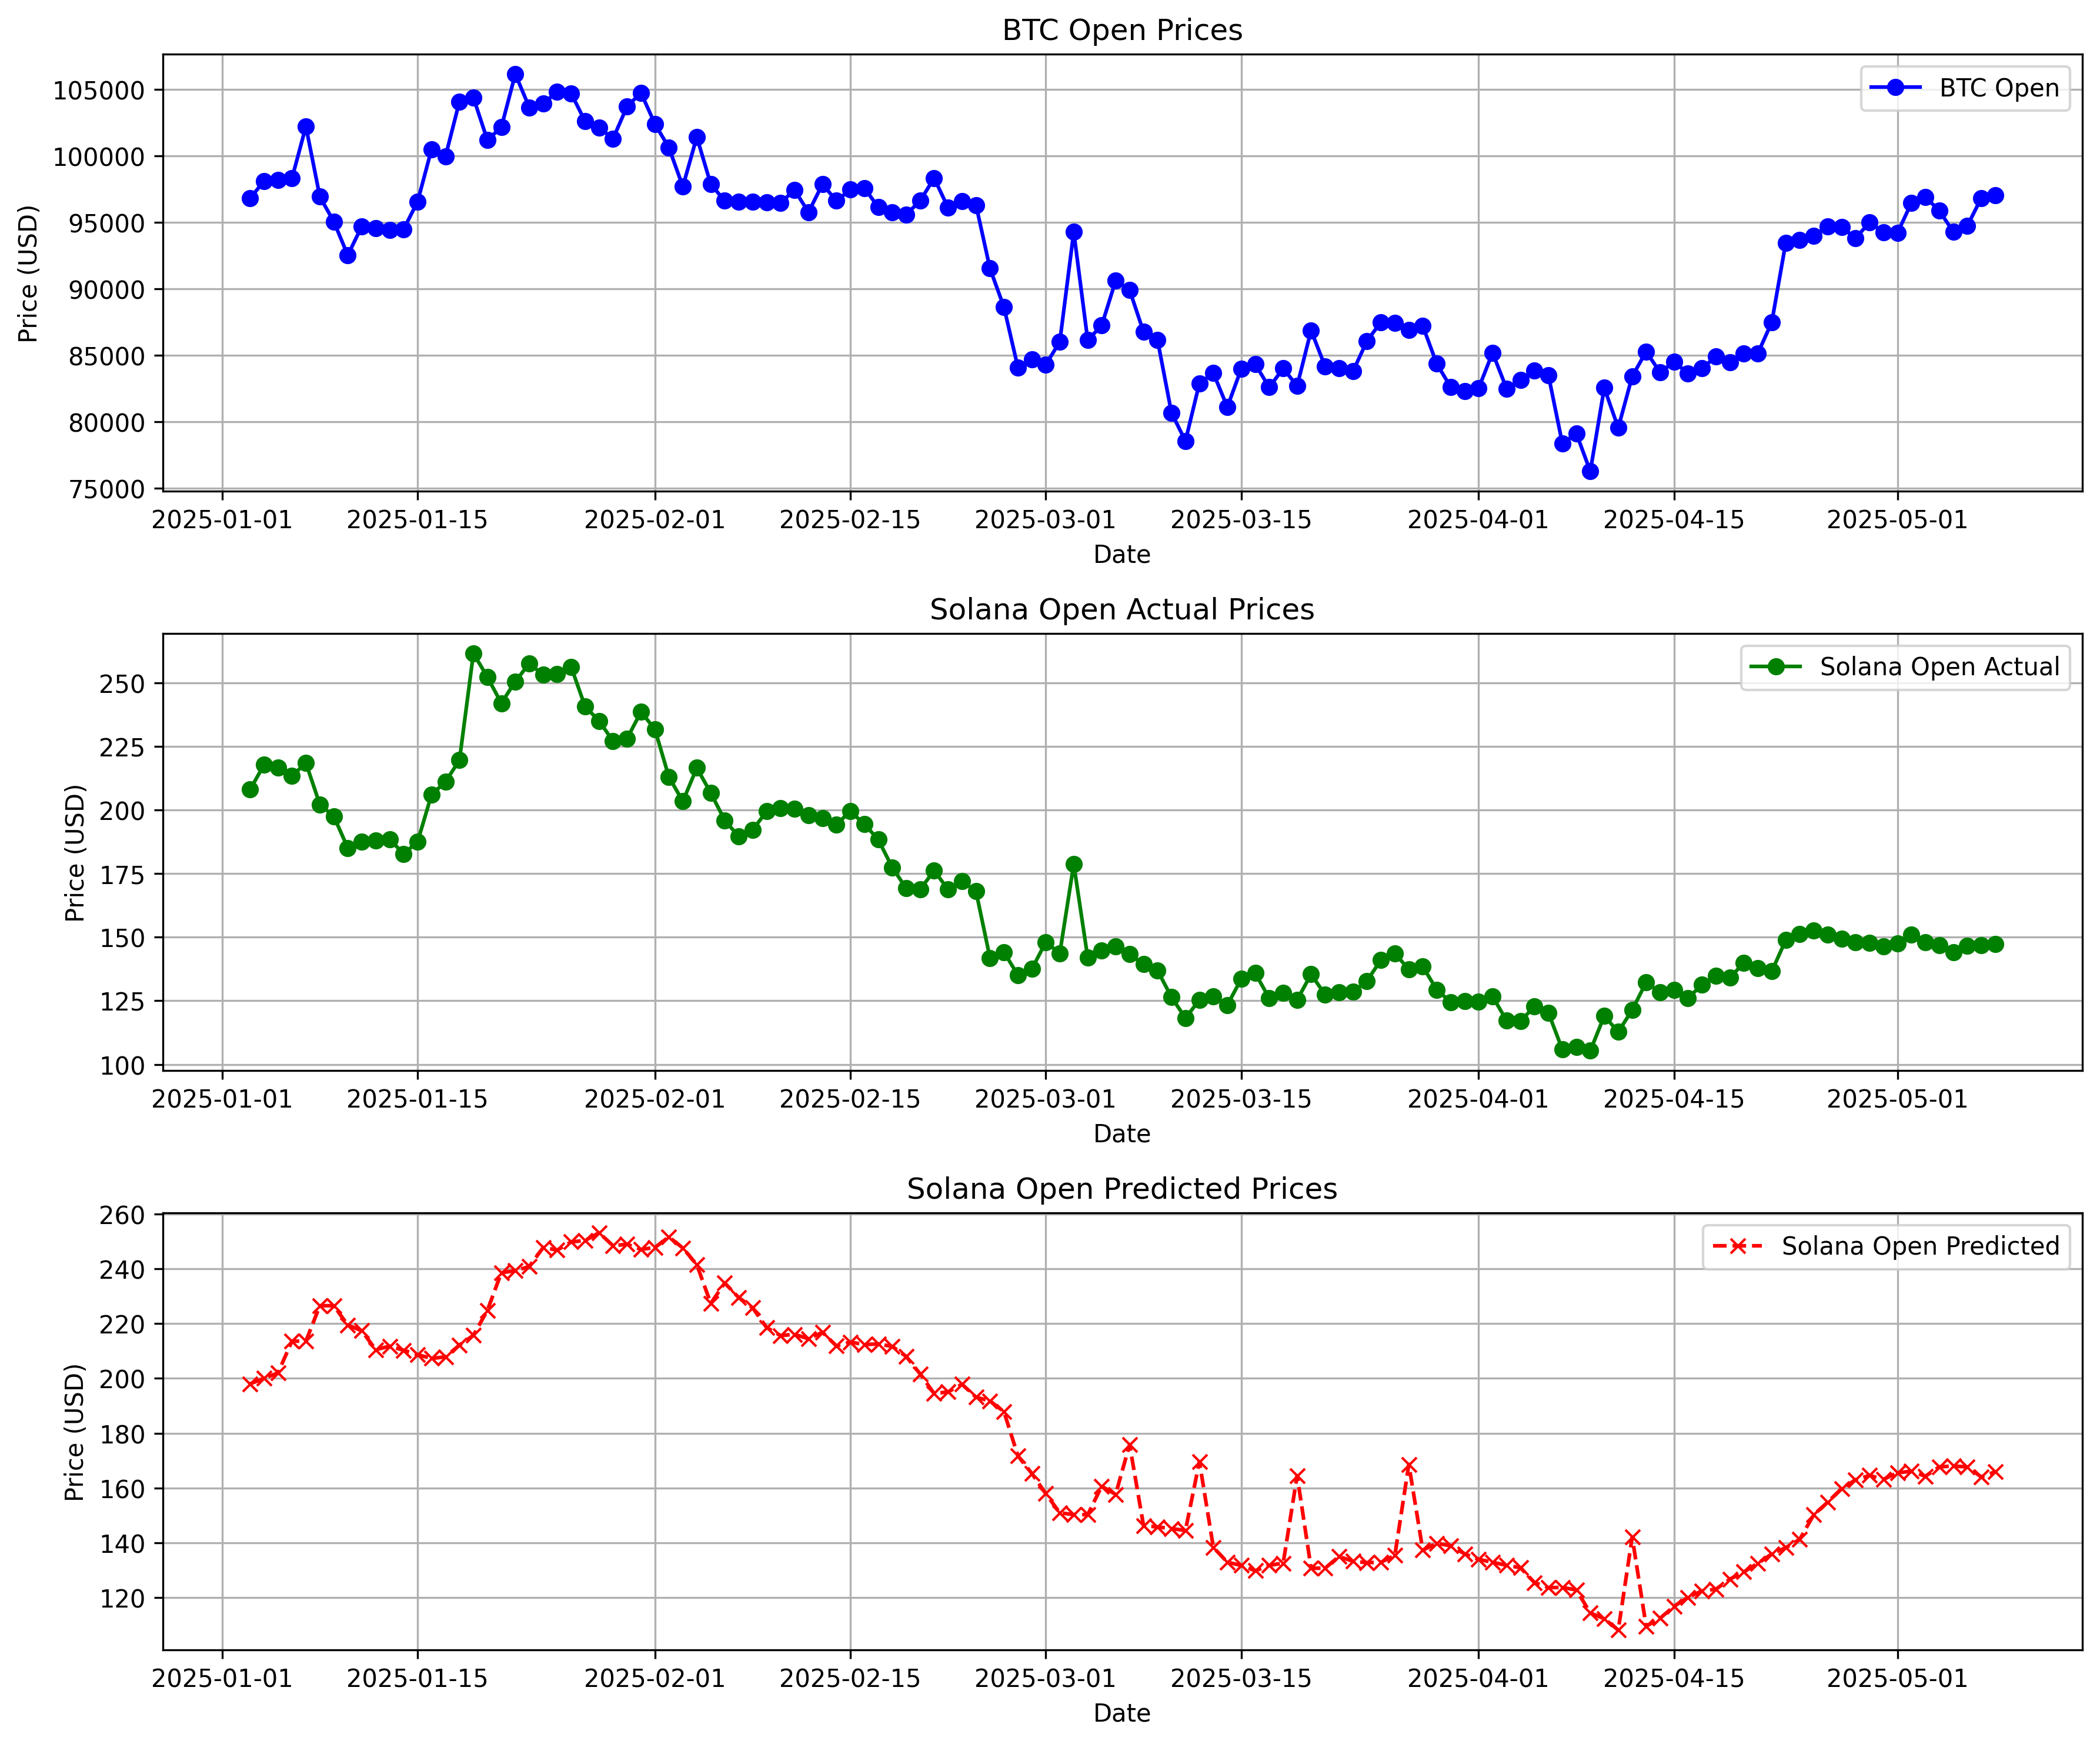 BTC Open Prices
BTC Open
105000
100000
95000
90000
85000
80000
75000
Price (USD)
2025-01-01 2025-01-15 2025-02-01 2025-02-15 2025-03-01 2025-03-15 2025-04-01 2025-04-15 2025-05-01
Date
Solana Open Actual Prices
Solana Open Actual
250
225
200
175
150
125
100
Price (USD)
2025-01-01 2025-01-15 2025-02-01 2025-02-15 2025-03-01 2025-03-15 2025-04-01 2025-04-15 2025-05-01
Date
Solana Open Predicted Prices
Solana Open Predicted
260
240
220
200
180
160
140
120
Price (USD)
2025-01-01 2025-01-15 2025-02-01 2025-02-15 2025-03-01 2025-03-15 2025-04-01 2025-04-15 2025-05-01
Date